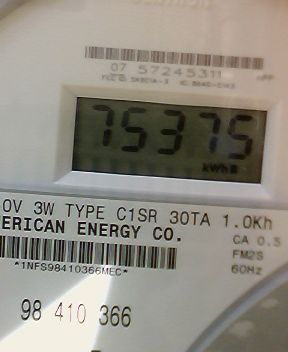 07 57245311
75375
kWh
0V 3W TYPE C1SR 30TA 1.0Kh
ERICAN ENERGY CO.
CA 0.5
FM2S
60Hz
*1NFS98410366MEC*
98 410 366